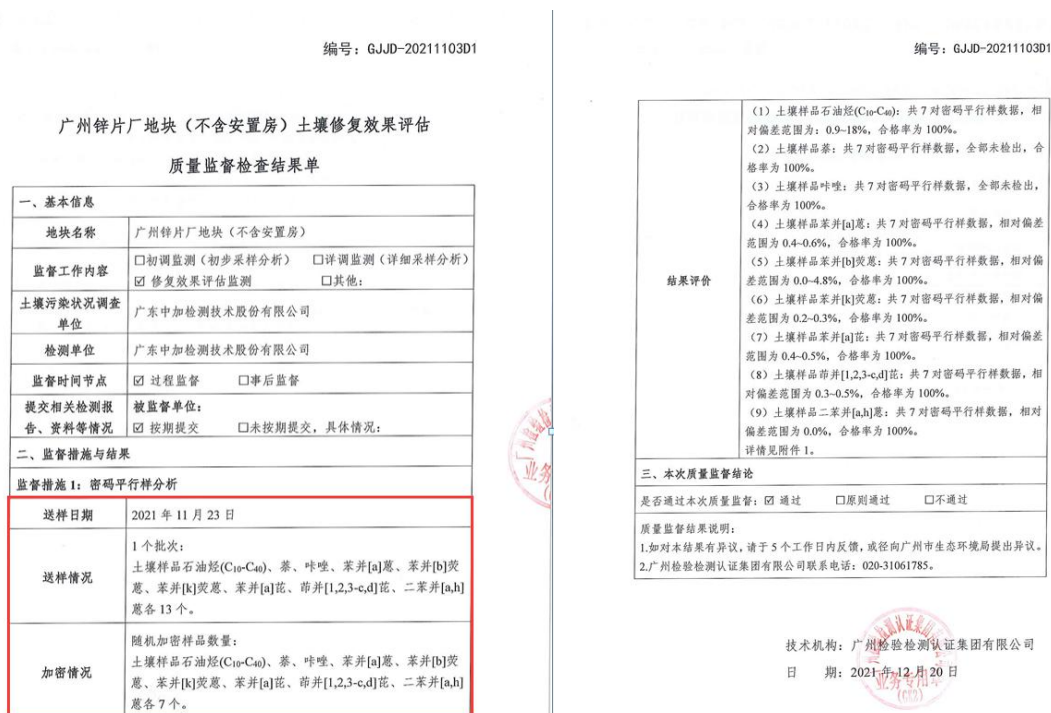 编号：GJJD-20211103D1
广州锌片厂地块（不含安置房）土壤修复效果评估
质量监督检查结果单
一、基本信息
地块名称 广州锌片厂地块（不含安置房）
监督工作内容
□初调监测（初步采样分析） □详调监测（详细采样分析）
☑ 修复效果评估监测 □其他：
土壤污染状况调查
单位
广东中加检测技术股份有限公司
检测单位 广东中加检测技术股份有限公司
监督时间节点 ☑ 过程监督 □事后监督
提交相关检测报
告、资料等情况
被监督单位：
☑ 按期提交 □未按期提交，具体情况：
二、监督措施与结果
监督措施 1：密码平行样分析
送样日期 2021 年 11 月 23 日
送样情况
1 个批次：
土壤样品石油烃(C10-C40)、萘、咔唑、苯并[a]蒽、苯并[b]荧
蒽、苯并[k]荧蒽、苯并[a]芘、茚并[1,2,3-c,d]芘、二苯并[a,h]
蒽各 13 个。
加密情况
随机加密样品数量：
土壤样品石油烃(C10-C40)、萘、咔唑、苯并[a]蒽、苯并[b]荧
蒽、苯并[k]荧蒽、苯并[a]芘、茚并[1,2,3-c,d]芘、二苯并[a,h]
蒽各 7 个。
编号：GJJD-20211103D1
结果评价
（1）土壤样品石油烃(C10-C40)：共 7 对密码平行样数据，相
对偏差范围为：0.9~18%，合格率为 100%。
（2）土壤样品萘：共 7 对密码平行样数据，全部未检出，合
格率为 100%。
（3）土壤样品咔唑：共 7 对密码平行样数据，全部未检出，
合格率为 100%。
（4）土壤样品苯并[a]蒽：共 7 对密码平行样数据，相对偏差
范围为 0.4~0.6%，合格率为 100%。
（5）土壤样品苯并[b]荧蒽：共 7 对密码平行样数据，相对偏
差范围为 0.0~4.8%，合格率为 100%。
（6）土壤样品苯并[k]荧蒽：共 7 对密码平行样数据，相对偏
差范围为 0.2~0.3%，合格率为 100%。
（7）土壤样品苯并[a]芘：共 7 对密码平行样数据，相对偏差
范围为 0.4~0.5%，合格率为 100%。
（8）土壤样品茚并[1,2,3-c,d]芘：共 7 对密码平行样数据，相
对偏差范围为 0.3~0.5%，合格率为 100%。
（9）土壤样品二苯并[a,h]蒽：共 7 对密码平行样数据，相对
偏差范围为 0.0%，合格率为 100%。
详情见附件 1。
三、本次质量监督结论
是否通过本次质量监督：☑ 通过 □原则通过 □不通过
质量监督结果说明：
1.如对本结果有异议，请于 5 个工作日内反馈，或径向广州市生态环境局提出异议。
2.广州检验检测认证集团有限公司联系电话：020-31061785。
技术机构：广州检验检测认证集团有限公司
日 期：2021 年 12 月 20 日
业务专用章